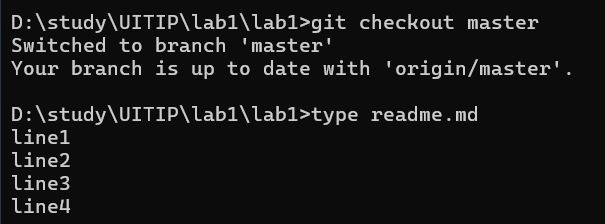 D:\study\UITIP\lab1\lab1>git checkout master
Switched to branch 'master'
Your branch is up to date with 'origin/master'.
D:\study\UITIP\lab1\lab1>type readme.md
line1
line2
line3
line4